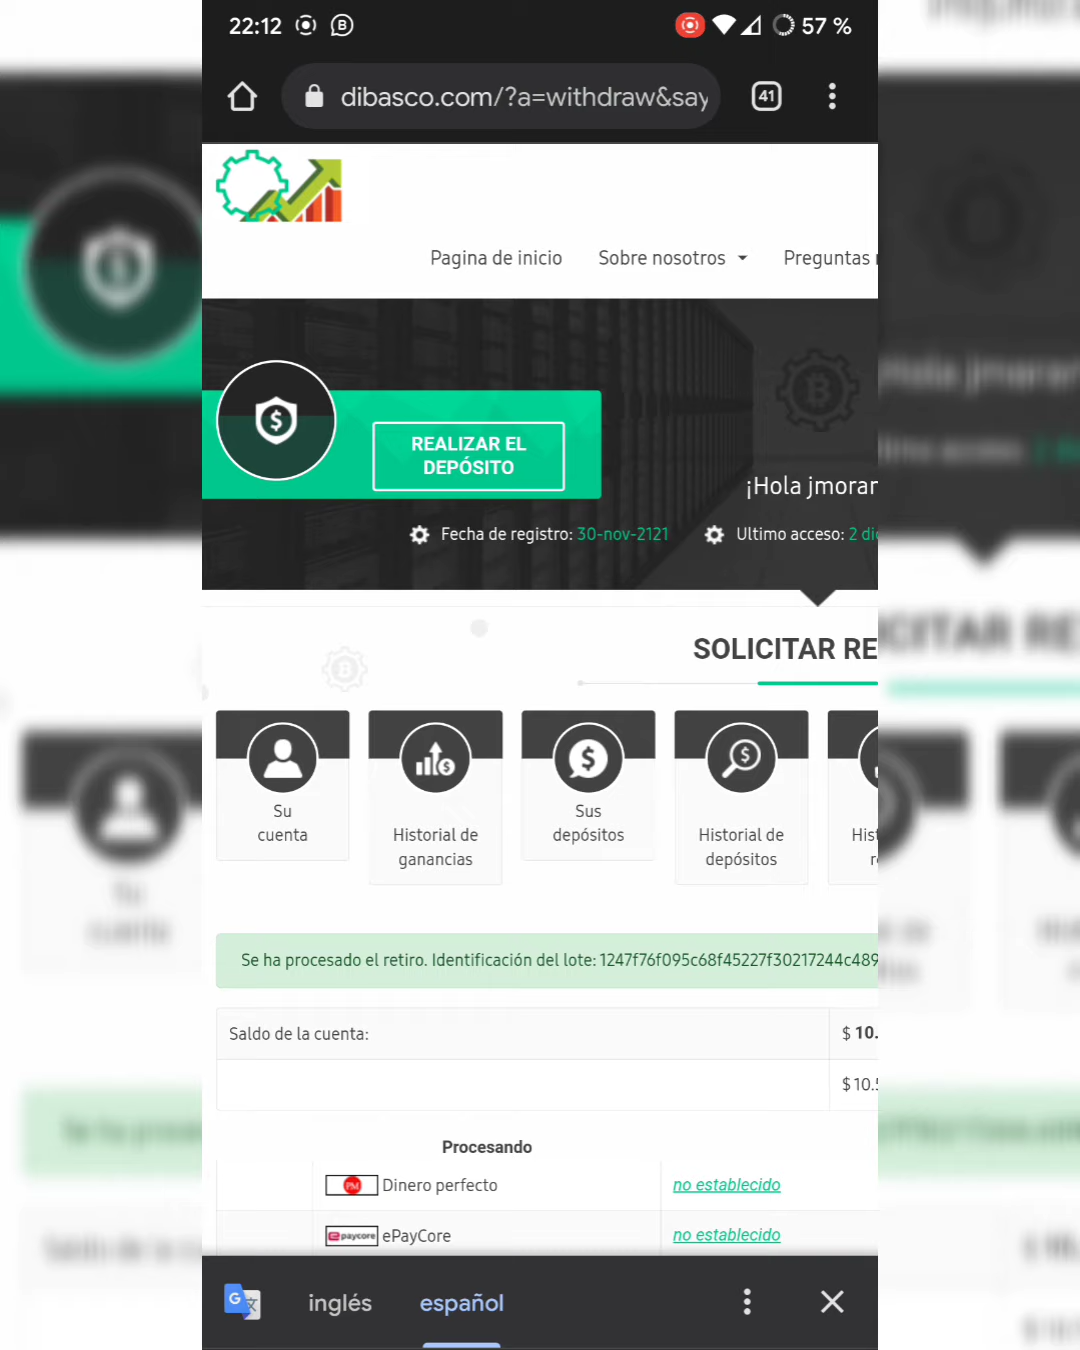 22:12 57 %
dibasco.com/?a=withdraw&say
41
Pagina de inicio Sobre nosotros Preguntas
REALIZAR EL
DEPÓSITO
¡Hola jmorar
Fecha de registro: 30-nov-2121 Ultimo acceso: 2 di
SOLICITAR RE
Su
cuenta
Historial de
ganancias
Sus
depósitos
Historial de
depósitos
Hist
r
Se ha procesado el retiro. Identificación del lote: 1247f76f095c68f45227f30217244c489
Saldo de la cuenta: $ 10.
$ 10.5
Procesando
PM Dinero perfecto no establecido
epaycore ePayCore no establecido
inglés español